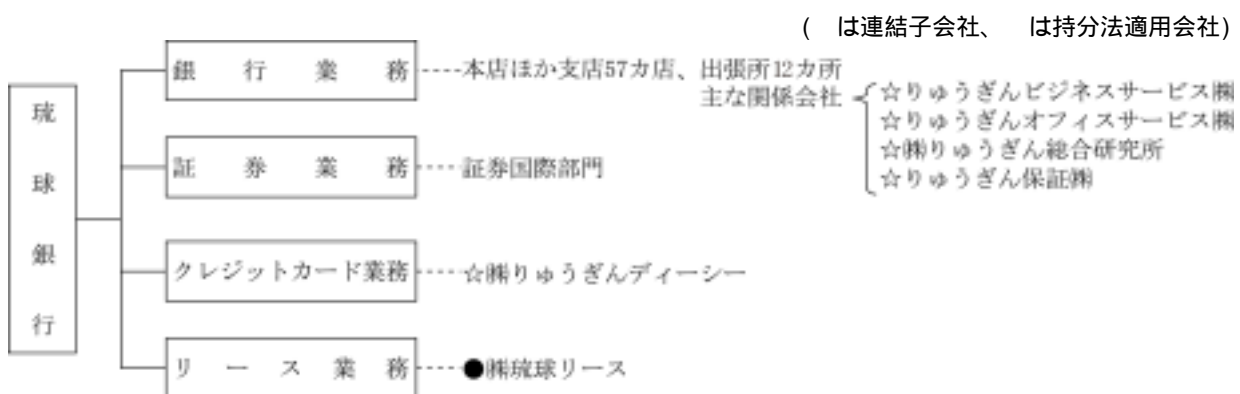 (　は連結子会社、　は持分法適用会社)
琉球銀行
銀行業務
本店ほか支店57カ店、出張所12カ所
主な関係会社
☆りゅうぎんビジネスサービス㈱
☆りゅうぎんオフィスサービス㈱
☆㈱りゅうぎん総合研究所
☆りゅうぎん保証㈱
証券業務
証券国際部門
クレジットカード業務
☆㈱りゅうぎんディーシー
リース業務
●㈱琉球リース